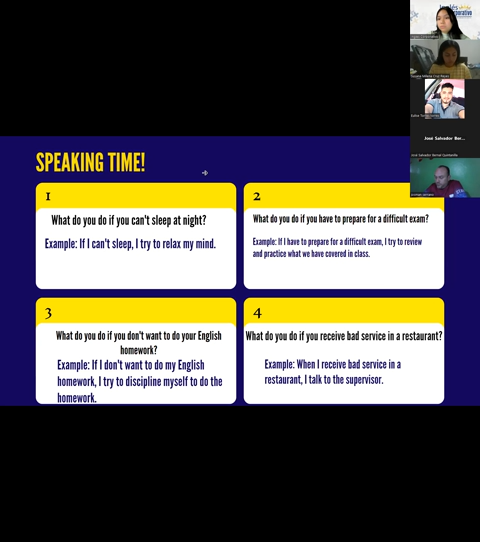 SPEAKING TIME!
1
What do you do if you can't sleep at night?
Example: If I can't sleep, I try to relax my mind.
2
What do you do if you have to prepare for a difficult exam?
Example: If I have to prepare for a difficult exam, I try to review
and practice what we have covered in class.
3
What do you do if you don't want to do your English
homework?
Example: If I don't want to do my English
homework, I try to discipline myself to do the
homework.
4
What do you do if you receive bad service in a restaurant?
Example: When I receive bad service in a
restaurant, I talk to the supervisor.
José Salvador Ber...